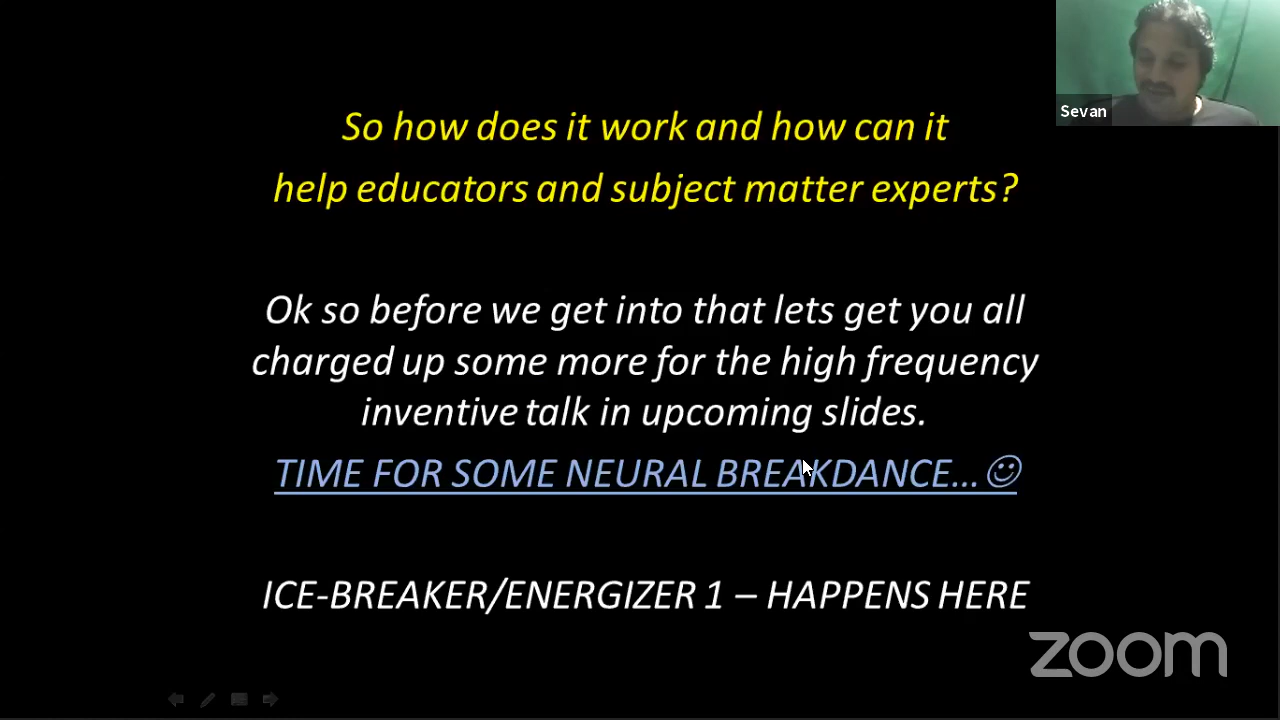 Sevan
So how does it work and how can it
help educators and subject matter experts?
Ok so before we get into that lets get you all
charged up some more for the high frequency
inventive talk in upcoming slides.
TIME FOR SOME NEURAL BREAKDANCE...☺
ICE-BREAKER/ENERGIZER 1 – HAPPENS HERE
zoom